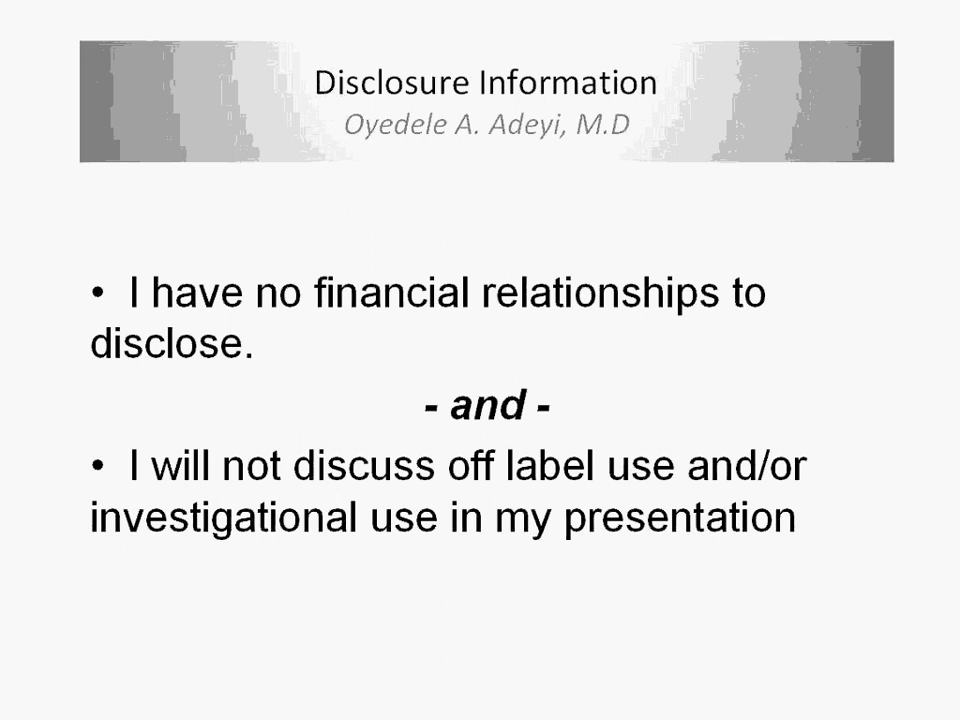 Disclosure Information
Oyedele A. Adeyi, M.D
• I have no financial relationships to
disclose.
- and -
• I will not discuss off label use and/or
investigational use in my presentation